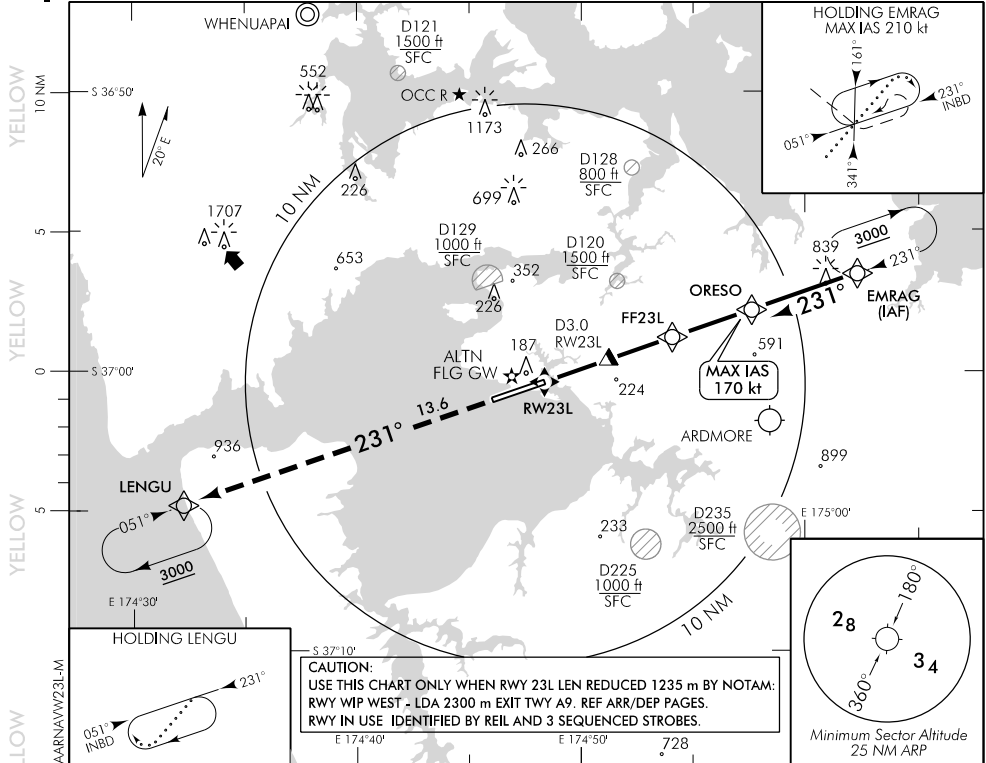 WHENUAPAI
D121
1500 ft
SFC
HOLDING EMRAG
MAX IAS 210 kt
161°
231°
INBD
051°
341°
YELLOW
10 NM
S 36°50'
552
OCC R
1173
20° E
266
226
699
D128
800 ft
SFC
10 NM
1707
5
653
D129
1000 ft
SFC
352
226
D120
1500 ft
SFC
839
3000
231°
EMRAG
(IAF)
YELLOW
ORESO
231°
FF23L
D3.0
RW23L
591
MAX IAS
170 kt
0
S 37°00'
ALTN
FLG GW
187
224
RW23L
13.6
231°
ARDMORE
936
899
LENGU
YELLOW
5
051°
3000
233
D235
2500 ft
SFC
E 175°00'
D225
1000 ft
SFC
E 174°30'
10 NM
HOLDING LENGU
231°
051°
INBD
S 37°10'
CAUTION:
USE THIS CHART ONLY WHEN RWY 23L LEN REDUCED 1235 m BY NOTAM:
RWY WIP WEST - LDA 2300 m EXIT TWY A9. REF ARR/DEP PAGES.
RWY IN USE IDENTIFIED BY REIL AND 3 SEQUENCED STROBES.
E 174°40'
E 174°50'
728
180°
28
34
360°
Minimum Sector Altitude
25 NM ARP
AARNAVW23L-M
LOW